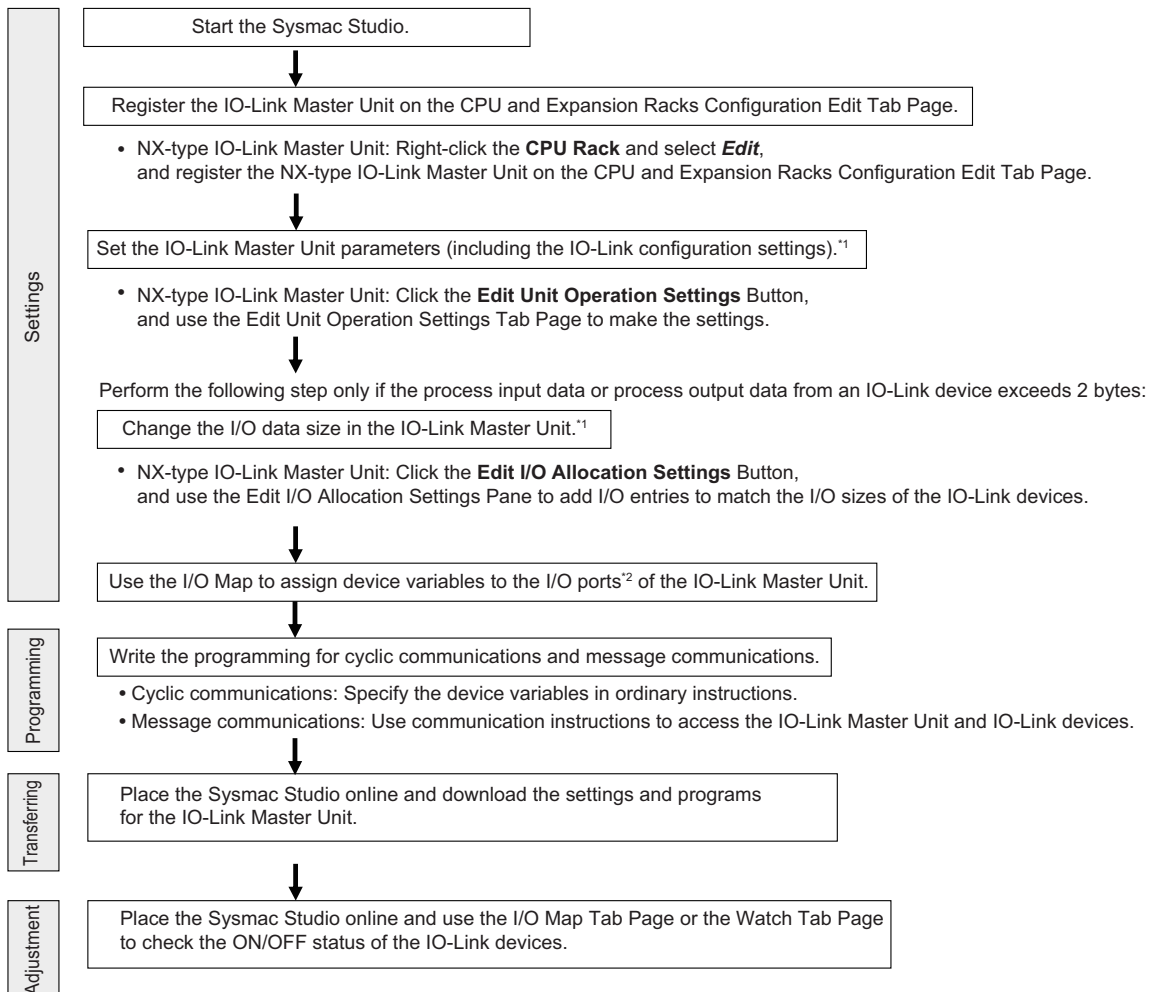 Settings
Start the Sysmac Studio.
Register the IO-Link Master Unit on the CPU and Expansion Racks Configuration Edit Tab Page.
• NX-type IO-Link Master Unit: Right-click the CPU Rack and select Edit,
and register the NX-type IO-Link Master Unit on the CPU and Expansion Racks Configuration Edit Tab Page.
Set the IO-Link Master Unit parameters (including the IO-Link configuration settings).*1
• NX-type IO-Link Master Unit: Click the Edit Unit Operation Settings Button,
and use the Edit Unit Operation Settings Tab Page to make the settings.
Perform the following step only if the process input data or process output data from an IO-Link device exceeds 2 bytes:
Change the I/O data size in the IO-Link Master Unit.*1
• NX-type IO-Link Master Unit: Click the Edit I/O Allocation Settings Button,
and use the Edit I/O Allocation Settings Pane to add I/O entries to match the I/O sizes of the IO-Link devices.
Use the I/O Map to assign device variables to the I/O ports*2 of the IO-Link Master Unit.
Programming
Write the programming for cyclic communications and message communications.
• Cyclic communications: Specify the device variables in ordinary instructions.
• Message communications: Use communication instructions to access the IO-Link Master Unit and IO-Link devices.
Transferring
Place the Sysmac Studio online and download the settings and programs
for the IO-Link Master Unit.
Adjustment
Place the Sysmac Studio online and use the I/O Map Tab Page or the Watch Tab Page
to check the ON/OFF status of the IO-Link devices.